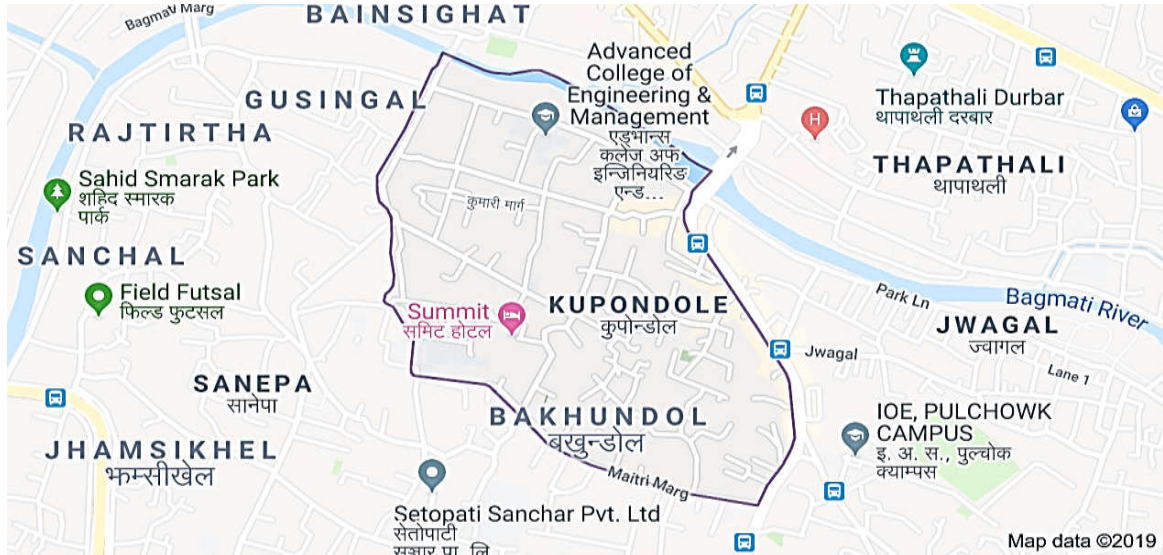 BAINSIGHAT
Bagmati Marg
Advanced
College of
Engineering &
Management
एड्भान्स
कलेज अफ
इन्जिनियरिङ
एन्ड...
Thapathali Durbar
थापाथली दरबार
GUSINGAL
RAJTIRTHA
H
THAPATHALI
थापाथली
Sahid Smarak Park
शहिद स्मारक
पार्क
कुमारी मार्ग
SANCHAL
Field Futsal
फिल्ड फुटसल
Summit
समिट होटल
KUPONDOLE
कुपोन्डोल
Park Ln
Bagmati River
JWAGAL
ज्वागल
Jwagal
Lane 1
SANEPA
सानेपा
BAKHUNDOL
बखुन्डोल
IOE, PULCHOWK
CAMPUS
इ. अ. स., पुल्चोक
क्याम्पस
JHAMSIKHEL
झम्सीखेल
Maitri Marg
Setopati Sanchar Pvt. Ltd
सेतोपाटी
सञ्चार प्रा. लि
Map data ©2019